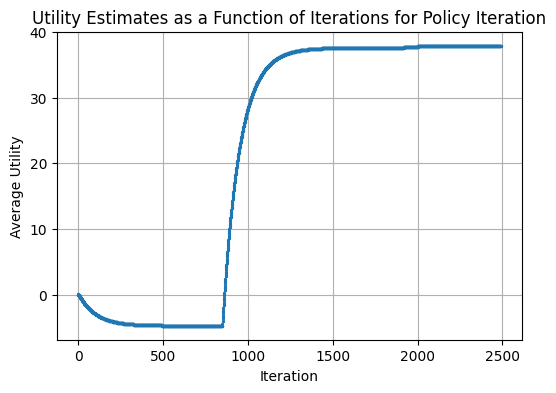 Utility Estimates as a Function of Iterations for Policy Iteration
40
30
20
10
0
Average Utility
0 500 1000 1500 2000 2500
Iteration